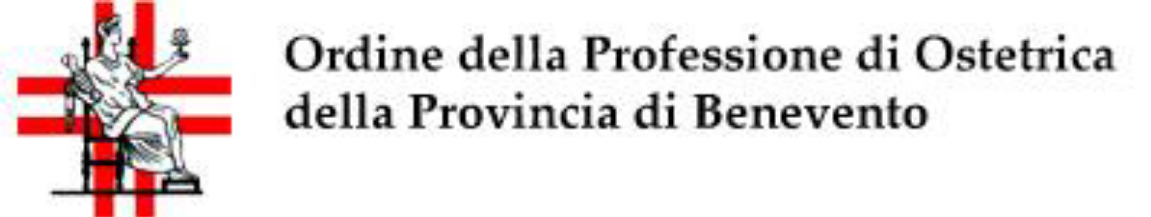 Ordine della Professione di Ostetrica
della Provincia di Benevento